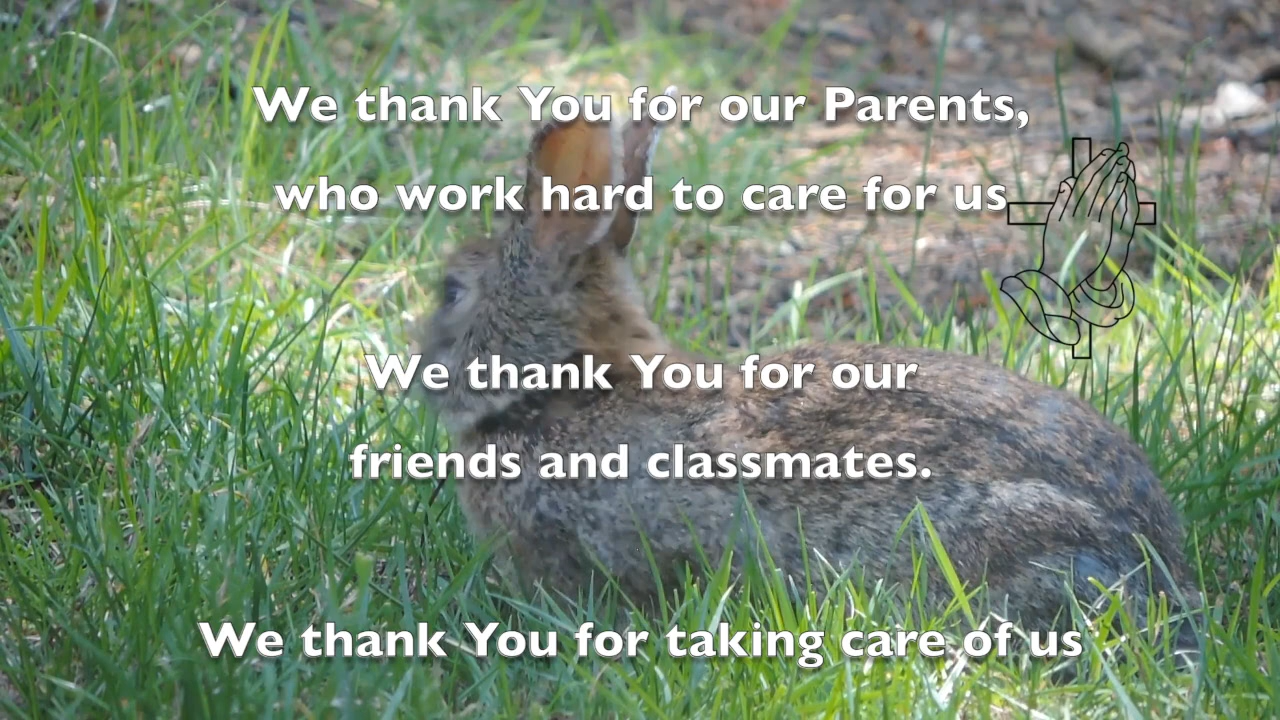 We thank You for our Parents,
who work hard to care for us
We thank You for our
friends and classmates.
We thank You for taking care of us